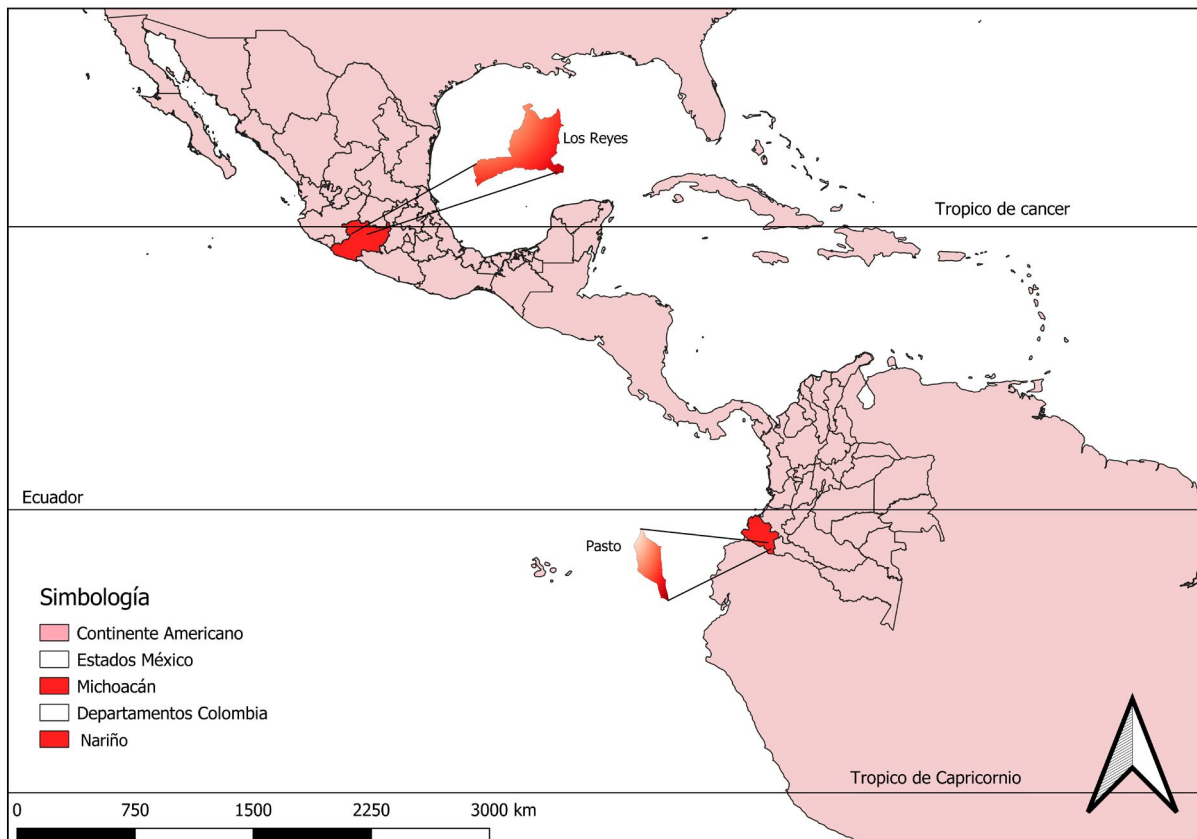 Los Reyes
Tropico de cancer
Ecuador
Pasto
Simbología
Continente Americano
Estados México
Michoacán
Departamentos Colombia
Nariño
Tropico de Capricornio
0 750 1500 2250 3000 km